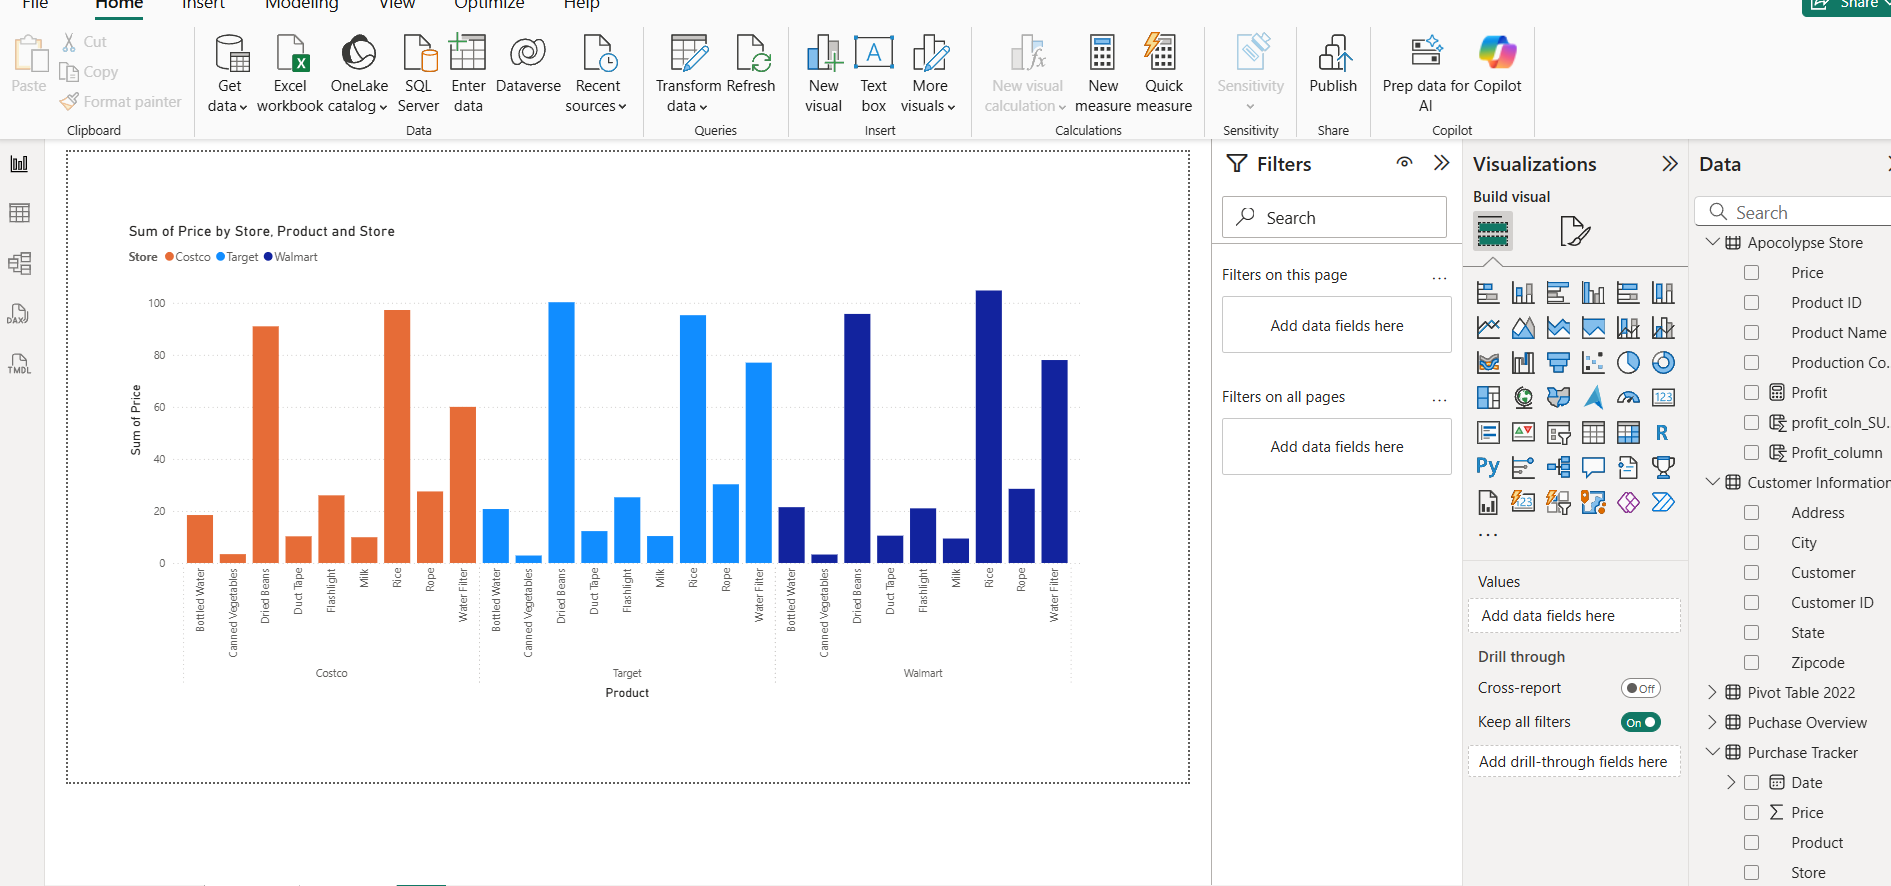 File Home Insert Modeling View Optimize Help Share
Paste
Cut
Copy
Format painter
Clipboard
Get data
Excel workbook
OneLake catalog
SQL Server
Enter data
Dataverse
Recent sources
Data
Transform data
Refresh
Queries
New visual
Text box
More visuals
Insert
New visual calculation
New measure
Quick measure
Calculations
Sensitivity
Sensitivity
Publish
Share
Prep data for AI
Copilot
Copilot
DAX
TMDL
Sum of Price by Store, Product and Store
Store Costco Target Walmart
Sum of Price
100
80
60
40
20
0
Bottled Water
Canned Vegetables
Dried Beans
Duct Tape
Flashlight
Milk
Rice
Rope
Water Filter
Bottled Water
Canned Vegetables
Dried Beans
Duct Tape
Flashlight
Milk
Rice
Rope
Water Filter
Bottled Water
Canned Vegetables
Dried Beans
Duct Tape
Flashlight
Milk
Rice
Rope
Water Filter
Costco Target Walmart
Product
Filters
Search
Filters on this page ...
Add data fields here
Filters on all pages ...
Add data fields here
Visualizations
Build visual
123
R
Py
123
...
Values
Add data fields here
Drill through
Cross-report Off
Keep all filters On
Add drill-through fields here
Data
Search
Apocolypse Store
Price
Product ID
Product Name
Production Co...
Profit
profit_coln_SU...
Profit_column
Customer Information
Address
City
Customer
Customer ID
State
Zipcode
Pivot Table 2022
Puchase Overview
Purchase Tracker
Date
Price
Product
Store